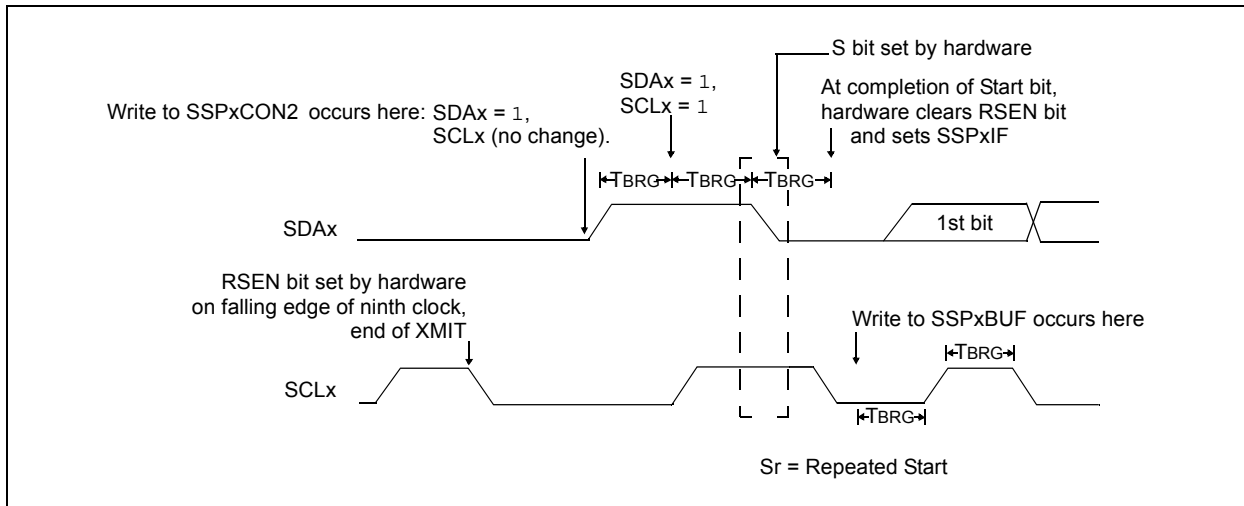 S bit set by hardware
SDAx = 1,
SCLx = 1
At completion of Start bit,
hardware clears RSEN bit
and sets SSPxIF
Write to SSPxCON2 occurs here: SDAx = 1,
SCLx (no change).
TBRG
TBRG
TBRG
SDAx
1st bit
RSEN bit set by hardware
on falling edge of ninth clock,
end of XMIT
Write to SSPxBUF occurs here
TBRG
SCLx
TBRG
Sr = Repeated Start